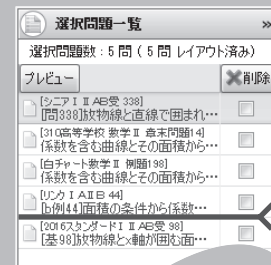 選択問題一覧 »
選択問題数：5問（5問 レイアウト済み）
プレビュー 削除
[シニアⅠⅡAB受 338]
[問338]放物線と直線で囲まれ…
[310高等学校 数学Ⅱ 章末問題14]
係数を含む曲線とその面積から…
[白チャート数学Ⅱ 例題198]
係数を含む曲線とその面積から…
[リンクⅠAⅡB 44]
[b例44]面積の条件から係数…
[2016スタンダードⅠⅡAB受 98]
[基98]放物線とx軸が囲む面…